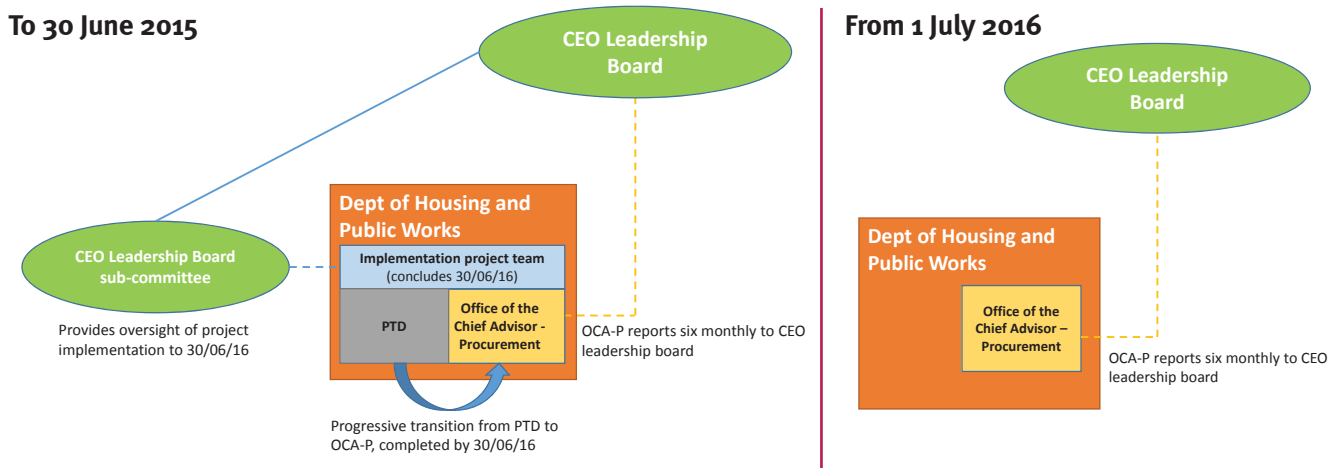 To 30 June 2015
CEO Leadership
Board
Dept of Housing and
Public Works
Implementation project team
(concludes 30/06/16)
CEO Leadership Board
sub-committee
PTD
Office of the
Chief Advisor -
Procurement
Provides oversight of project
implementation to 30/06/16
OCA-P reports six monthly to CEO
leadership board
Progressive transition from PTD to
OCA-P, completed by 30/06/16
From 1 July 2016
CEO Leadership
Board
Dept of Housing and
Public Works
Office of the
Chief Advisor –
Procurement
OCA-P reports six monthly to CEO
leadership board